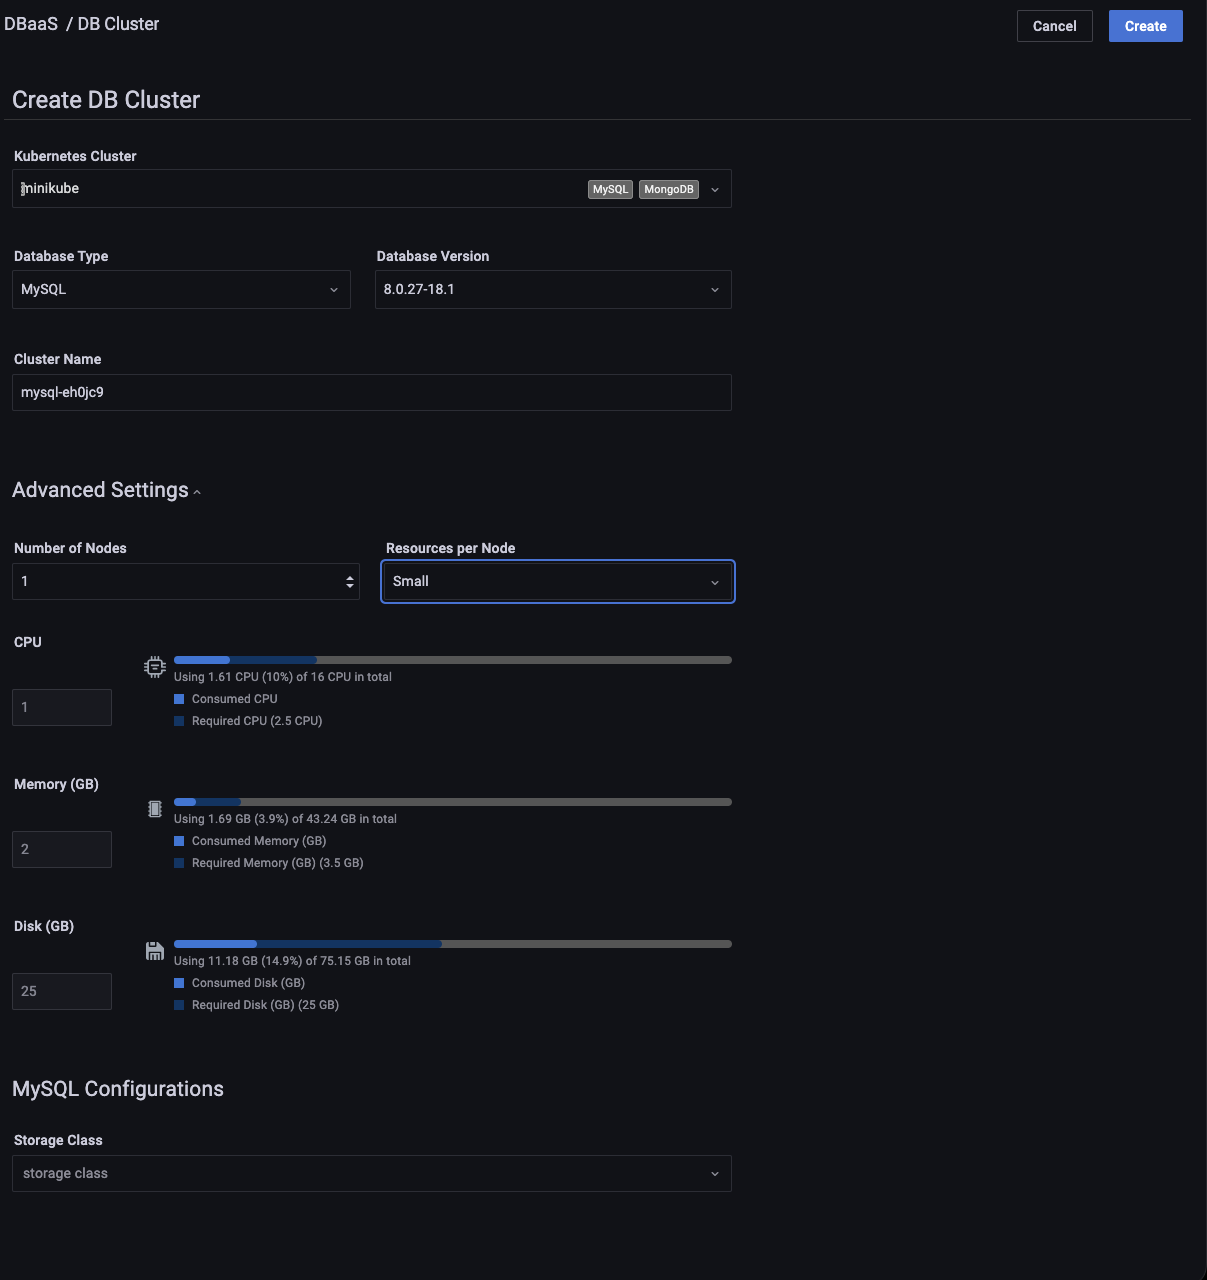 DBaaS / DB Cluster
Cancel
Create
Create DB Cluster
Kubernetes Cluster
minikube
MySQL
MongoDB
Database Type
Database Version
MySQL
8.0.27-18.1
Cluster Name
mysql-eh0jc9
Advanced Settings
Number of Nodes
Resources per Node
1
Small
CPU
Using 1.61 CPU (10%) of 16 CPU in total
Consumed CPU
1
Required CPU (2.5 CPU)
Memory (GB)
Using 1.69 GB (3.9%) of 43.24 GB in total
Consumed Memory (GB)
2
Required Memory (GB) (3.5 GB)
Disk (GB)
Using 11.18 GB (14.9%) of 75.15 GB in total
Consumed Disk (GB)
25
Required Disk (GB) (25 GB)
MySQL Configurations
Storage Class
storage class